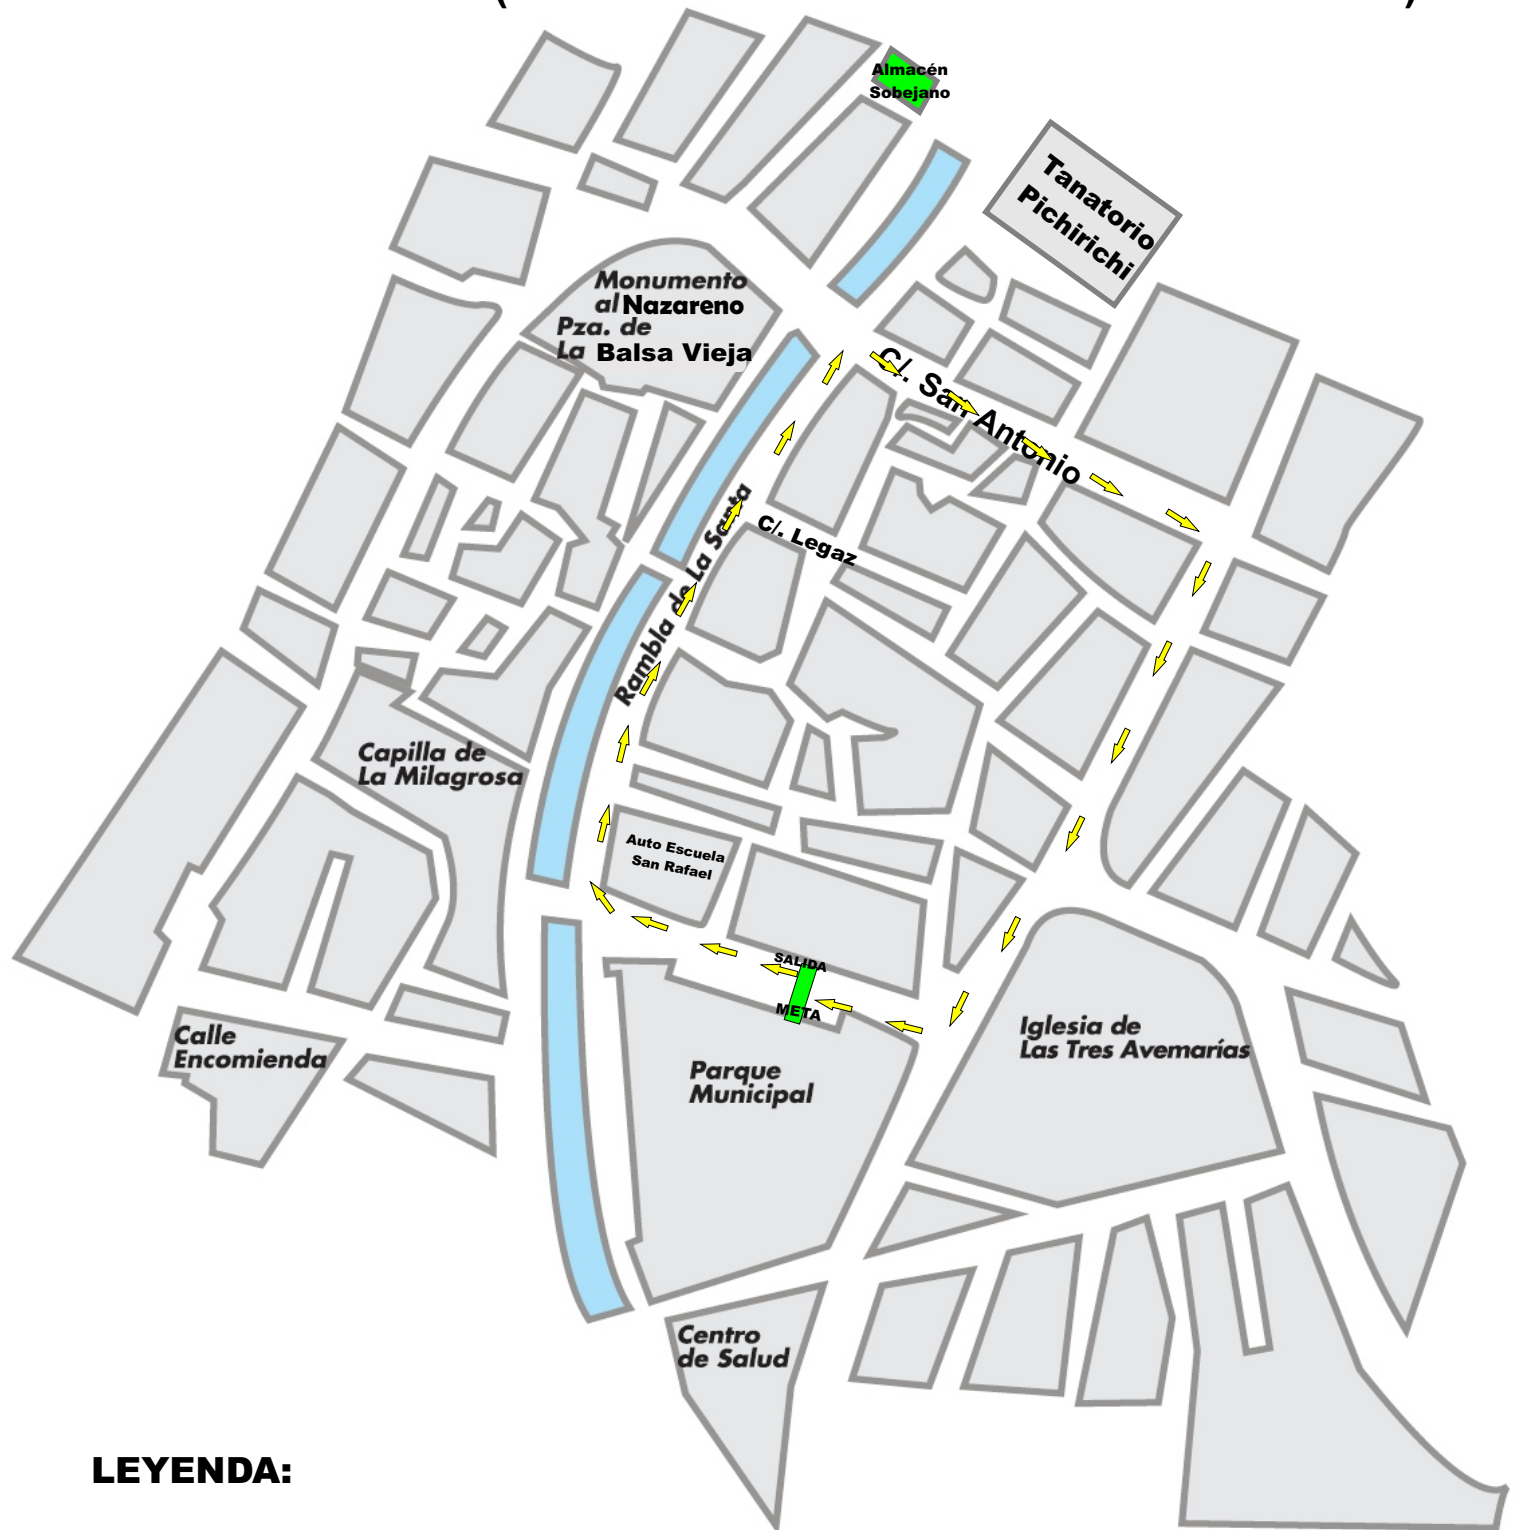 Almacén
Sobejano
Tanatorio
Pichirichi
Monumento
al Nazareno
Pza. de
La Balsa Vieja
C/. San Antonio
Rambla de La Santa
C/. Legaz
Capilla de
La Milagrosa
Auto Escuela
San Rafael
SALIDA
META
Calle
Encomienda
Parque
Municipal
Iglesia de
Las Tres Avemarías
Centro
de Salud
LEYENDA: